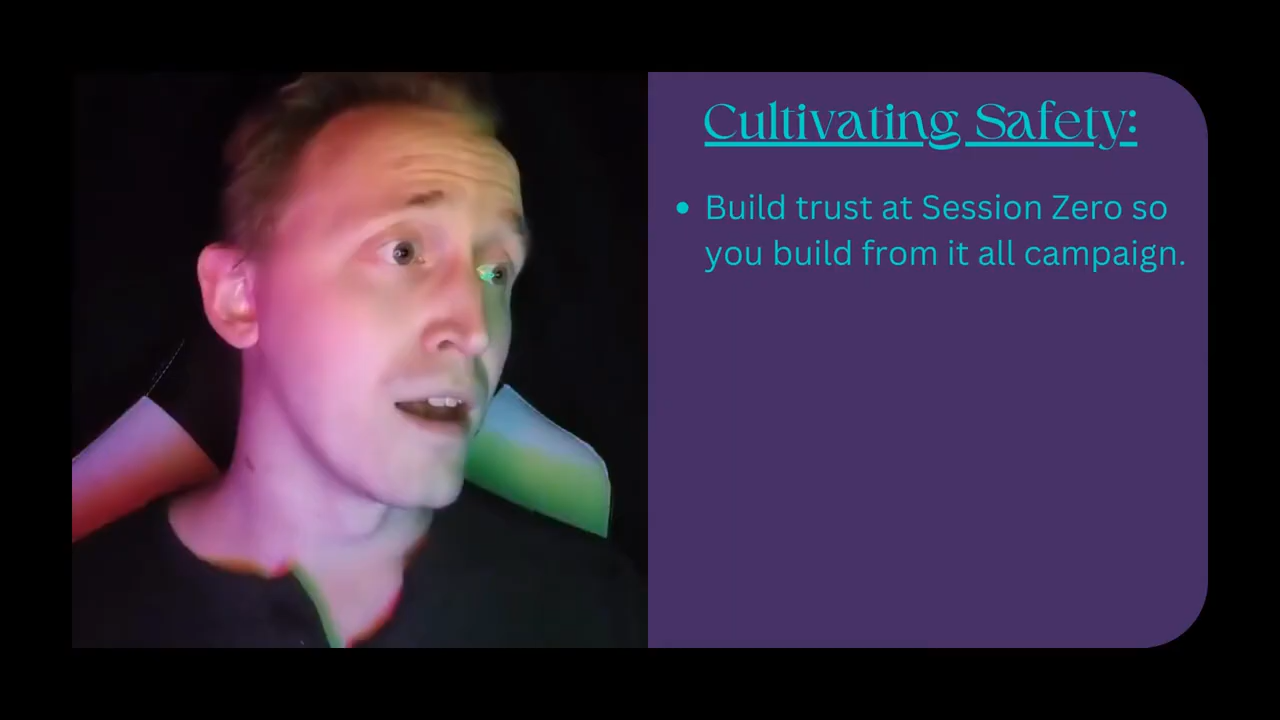 Cultivating Safety:
• Build trust at Session Zero so
you build from it all campaign.